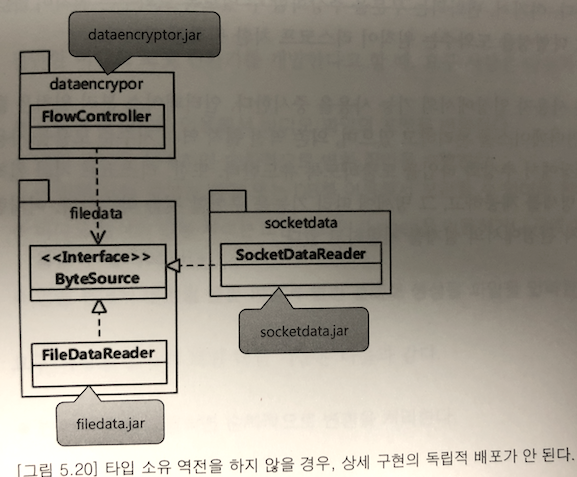 dataencryptor.jar
dataencrypor
FlowController
filedata
socketdata
<<Interface>>
ByteSource
SocketDataReader
FileDataReader
socketdata.jar
filedata.jar
[그림 5.20] 타입 소유 역전을 하지 않을 경우, 상세 구현의 독립적 배포가 안 된다.